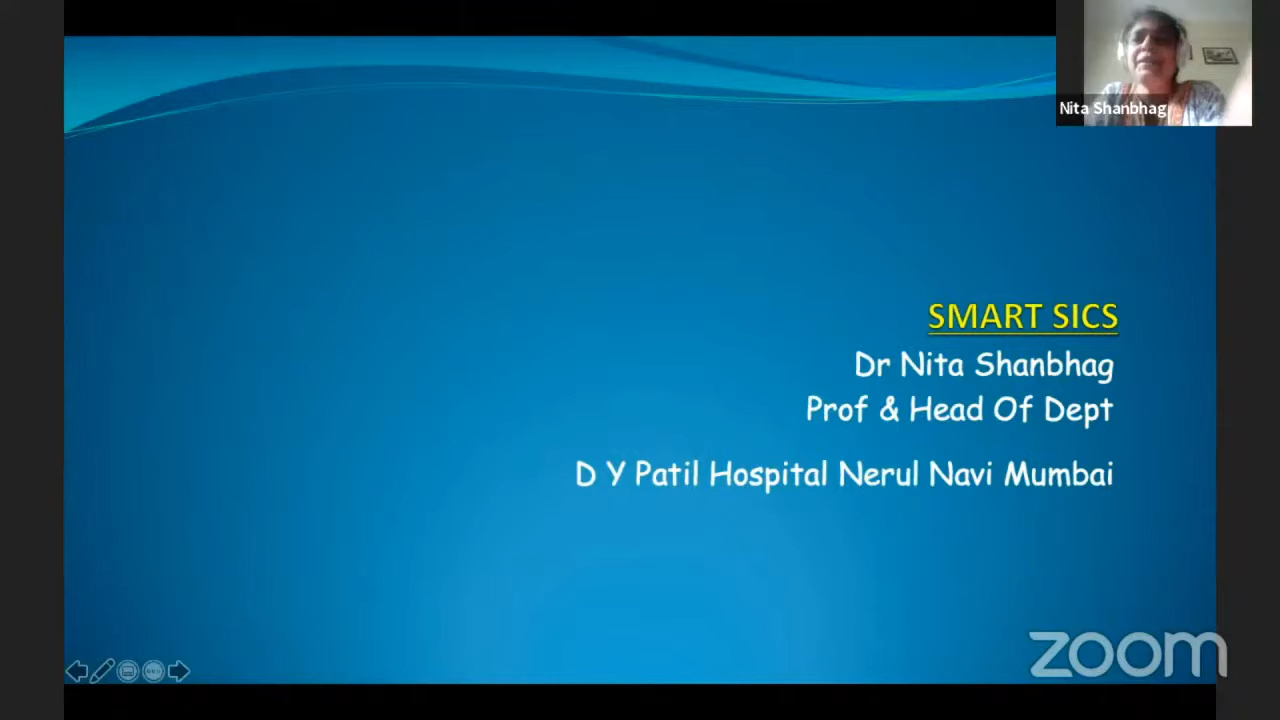 Nita Shanbhag
SMART SICS
Dr Nita Shanbhag
Prof & Head Of Dept
D Y Patil Hospital Nerul Navi Mumbai
zoom